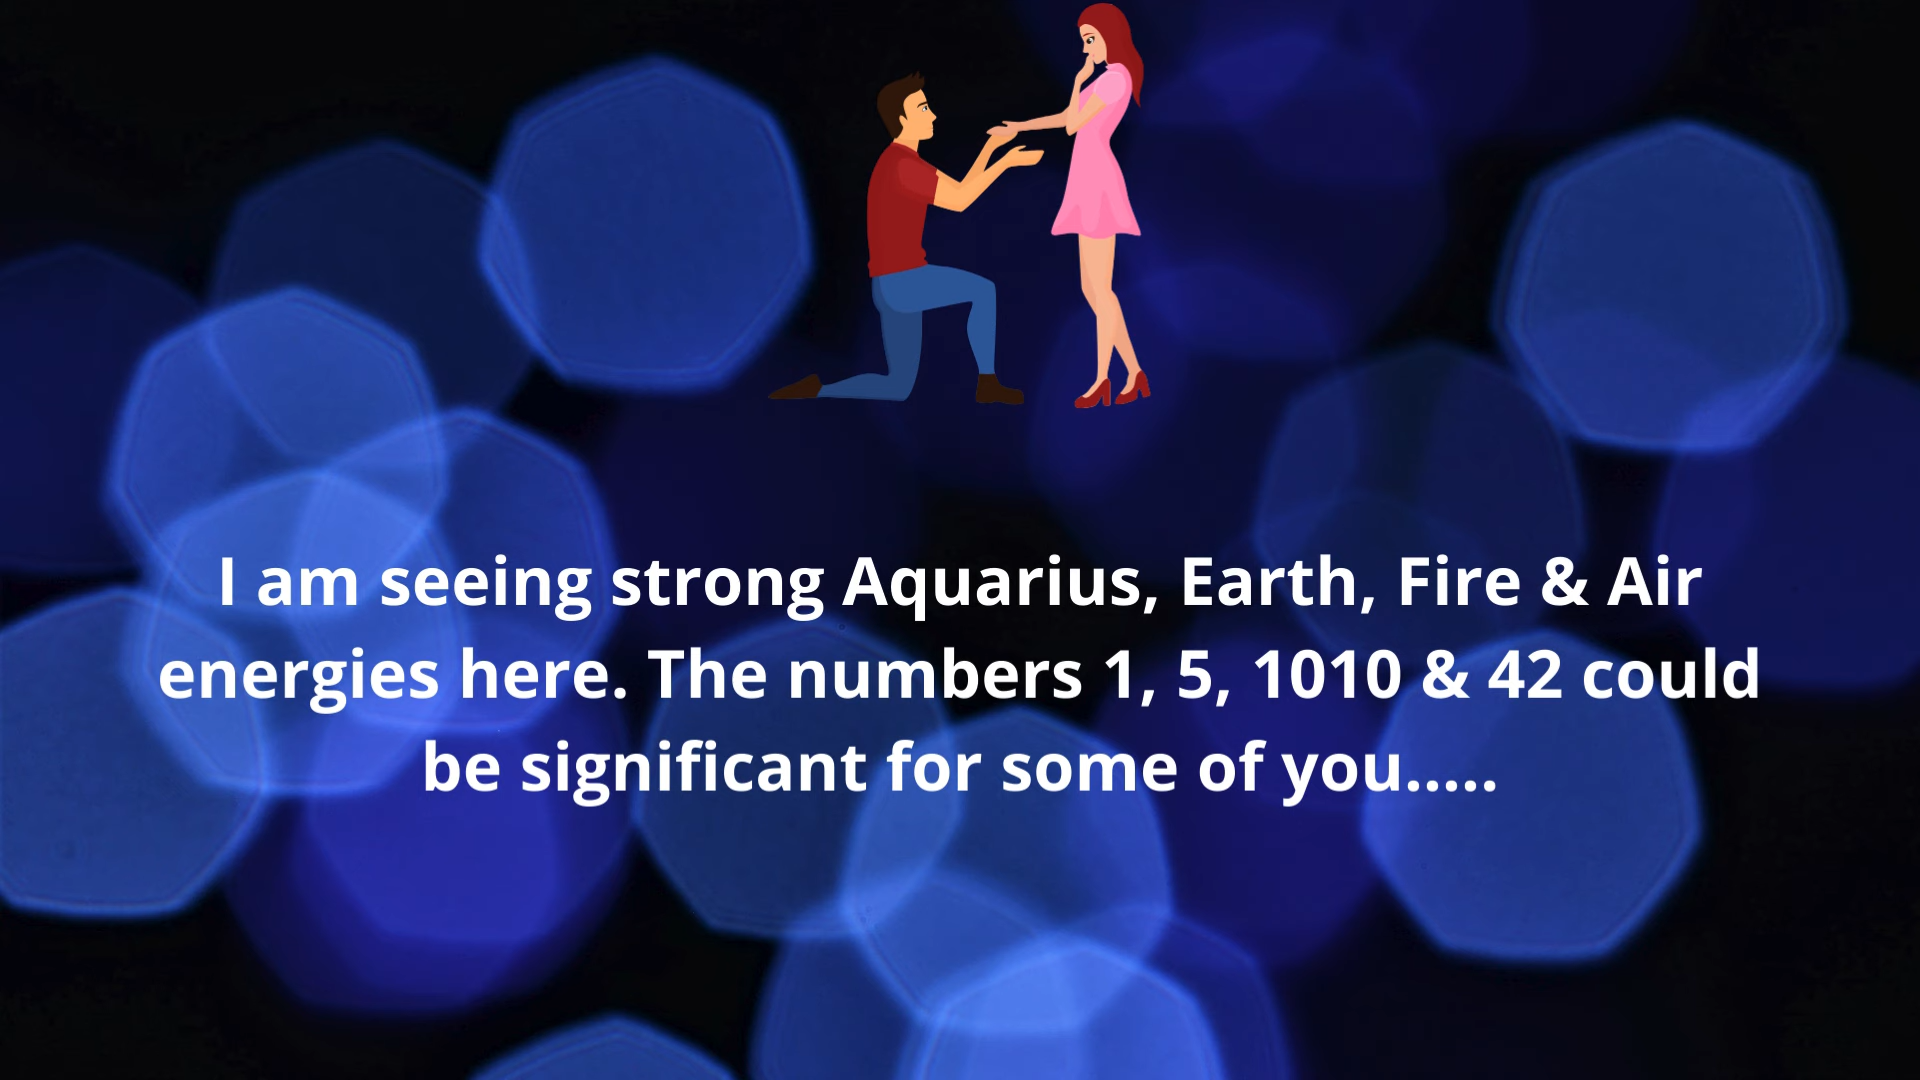 I am seeing strong Aquarius, Earth, Fire & Air
energies here. The numbers 1, 5, 1010 & 42 could
be significant for some of you.....